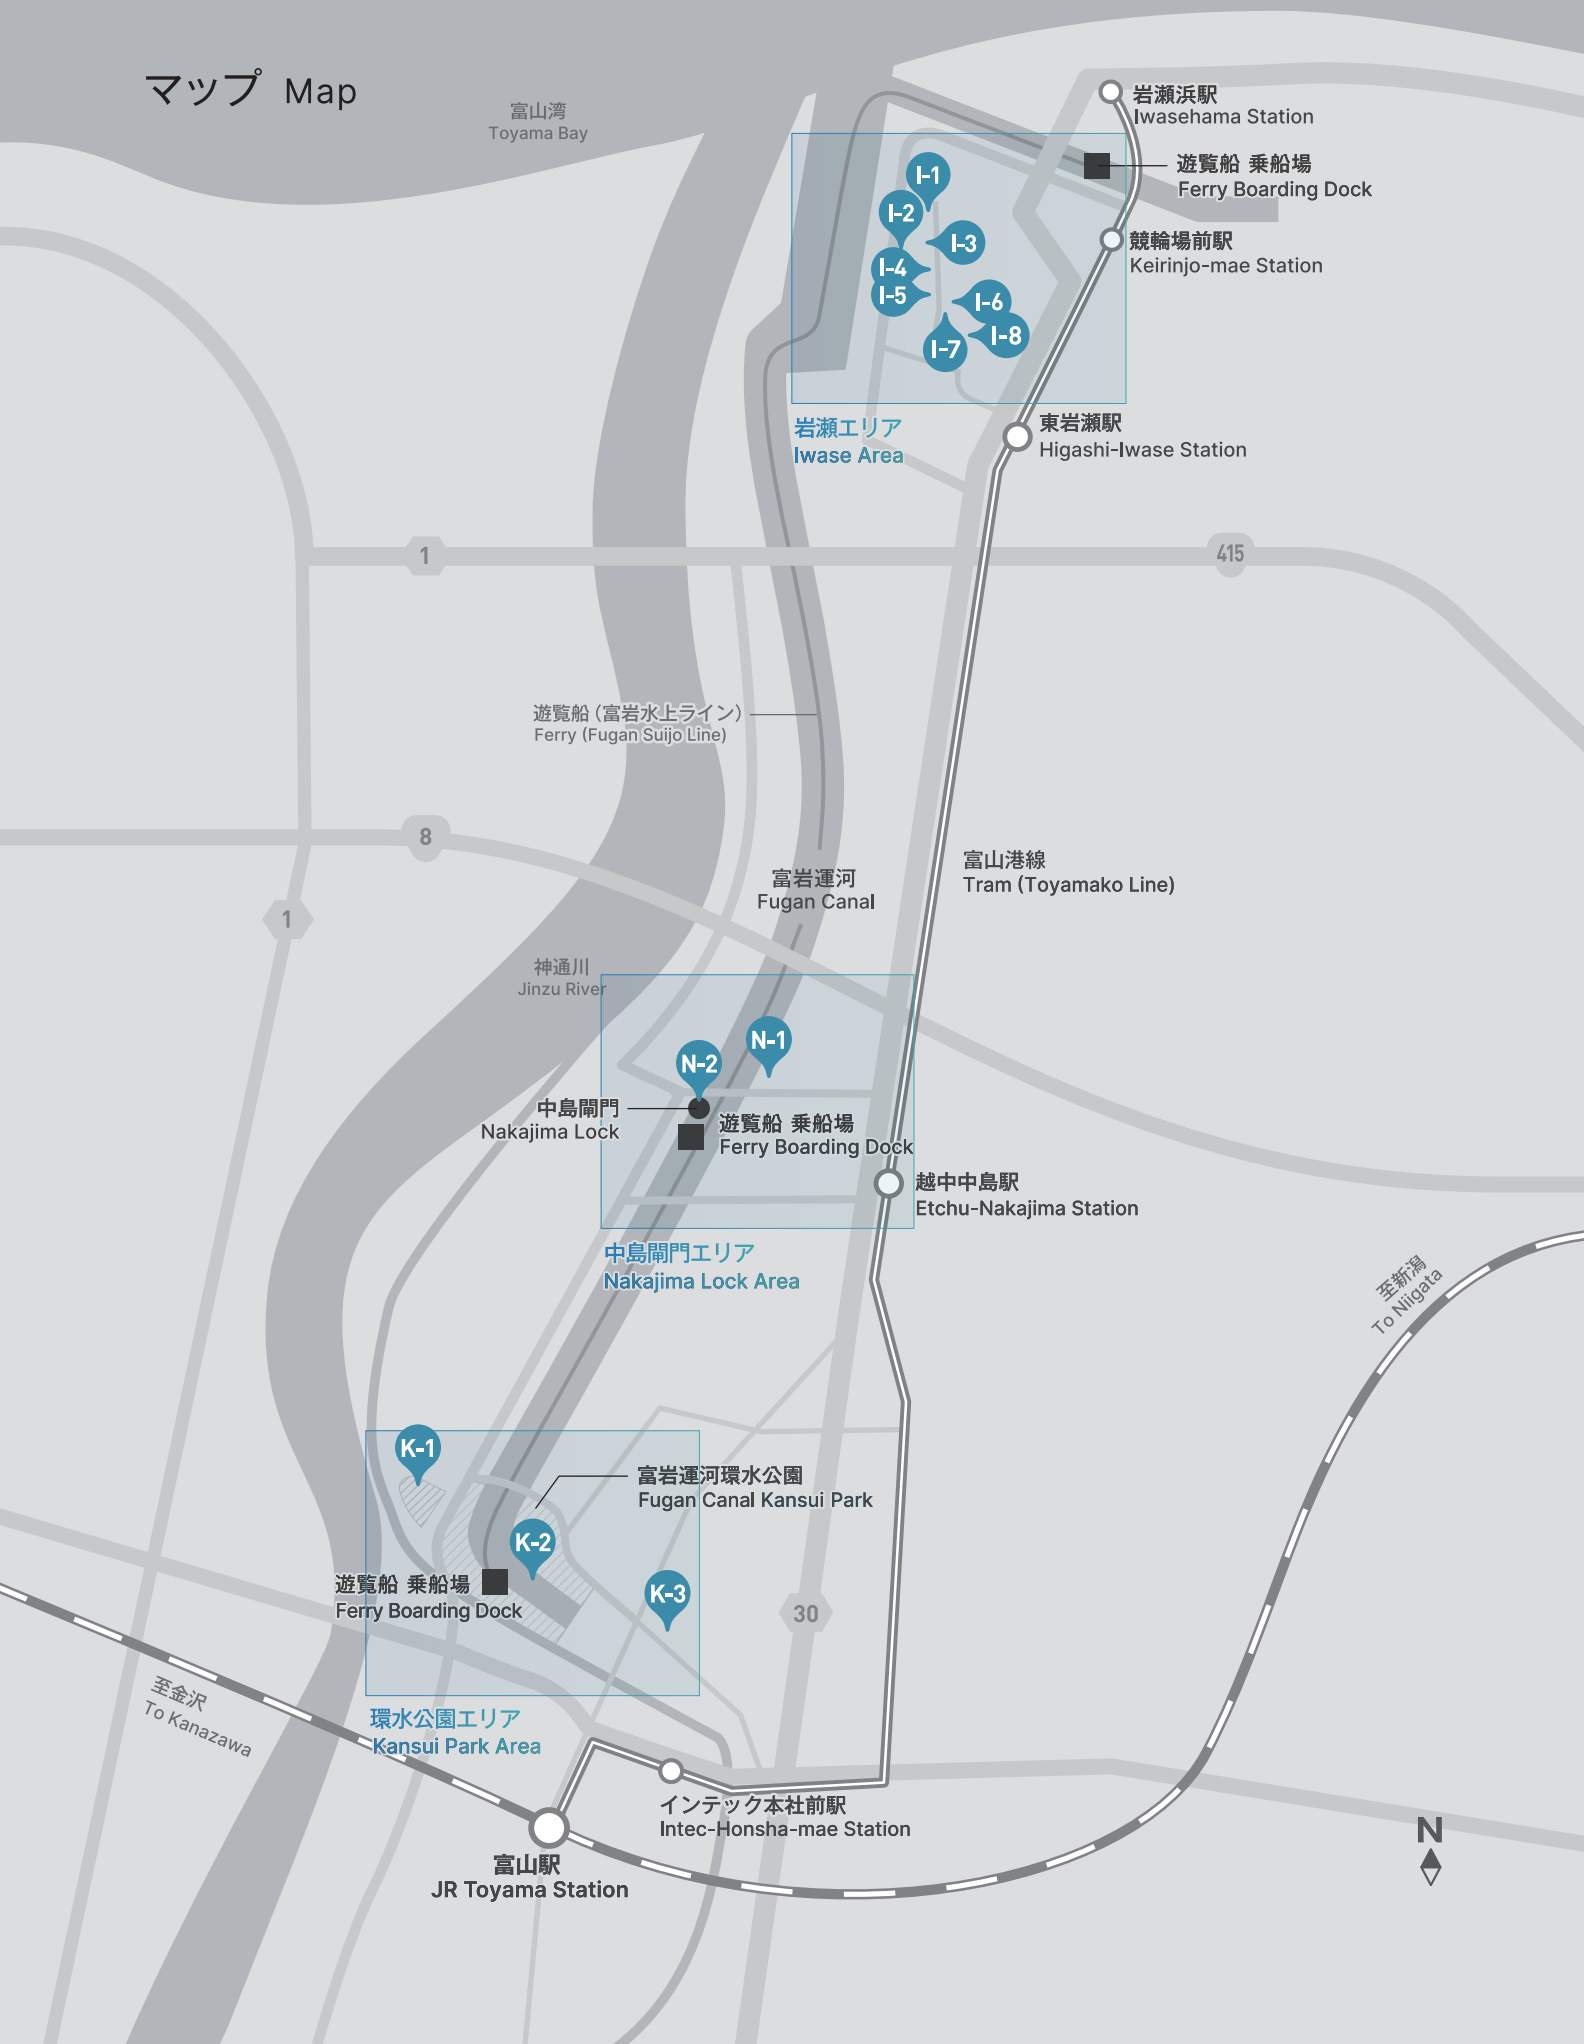 マップ Map
富山湾
Toyama Bay
岩瀬浜駅
Iwasehama Station
遊覧船 乗船場
Ferry Boarding Dock
I-1
I-2
I-3
I-4
I-5
I-6
I-7
I-8
競輪場前駅
Keirinjo-mae Station
岩瀬エリア
Iwase Area
東岩瀬駅
Higashi-Iwase Station
1
415
遊覧船（富岩水上ライン）
Ferry (Fugan Suijo Line)
8
富岩運河
Fugan Canal
富山港線
Tram (Toyamako Line)
1
神通川
Jinzu River
N-1
N-2
中島閘門
Nakajima Lock
遊覧船 乗船場
Ferry Boarding Dock
越中中島駅
Etchu-Nakajima Station
中島閘門エリア
Nakajima Lock Area
至新潟
To Niigata
K-1
富岩運河環水公園
Fugan Canal Kansui Park
K-2
遊覧船 乗船場
Ferry Boarding Dock
K-3
30
至金沢
To Kanazawa
環水公園エリア
Kansui Park Area
インテック本社前駅
Intec-Honsha-mae Station
富山駅
JR Toyama Station
N